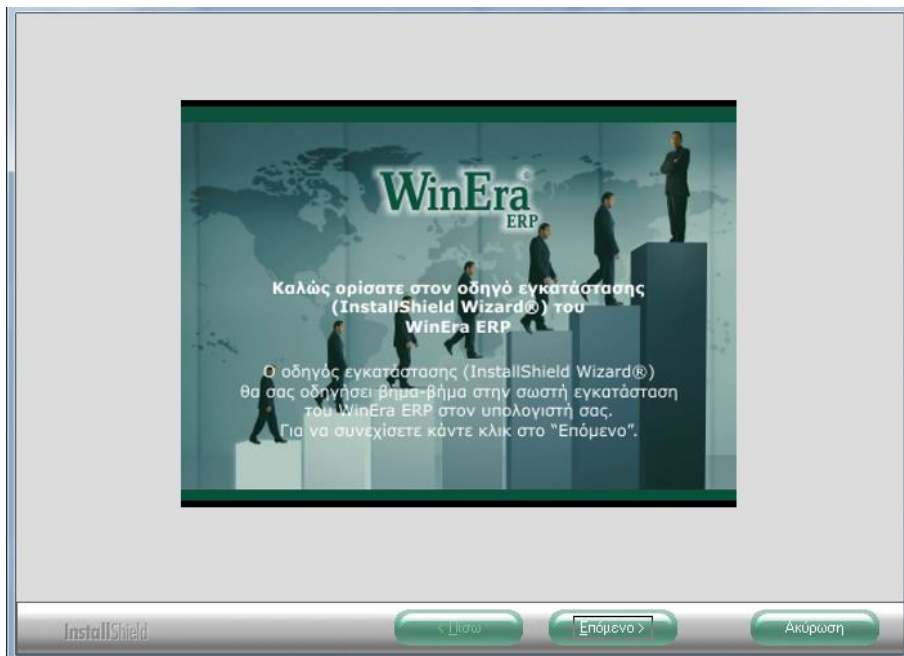 WinEra©
ERP
Καλώς ορίσατε στον οδηγό εγκατάστασης
(InstallShield Wizard®) του
WinEra ERP
Ο οδηγός εγκατάστασης (InstallShield Wizard®)
θα σας οδηγήσει βήμα-βήμα στην σωστή εγκατάσταση
του WinEra ERP στον υπολογιστή σας.
Για να συνεχίσετε κάντε κλικ στο “Επόμενο”.
InstallShield
< Πίσω
Επόμενο >
Ακύρωση